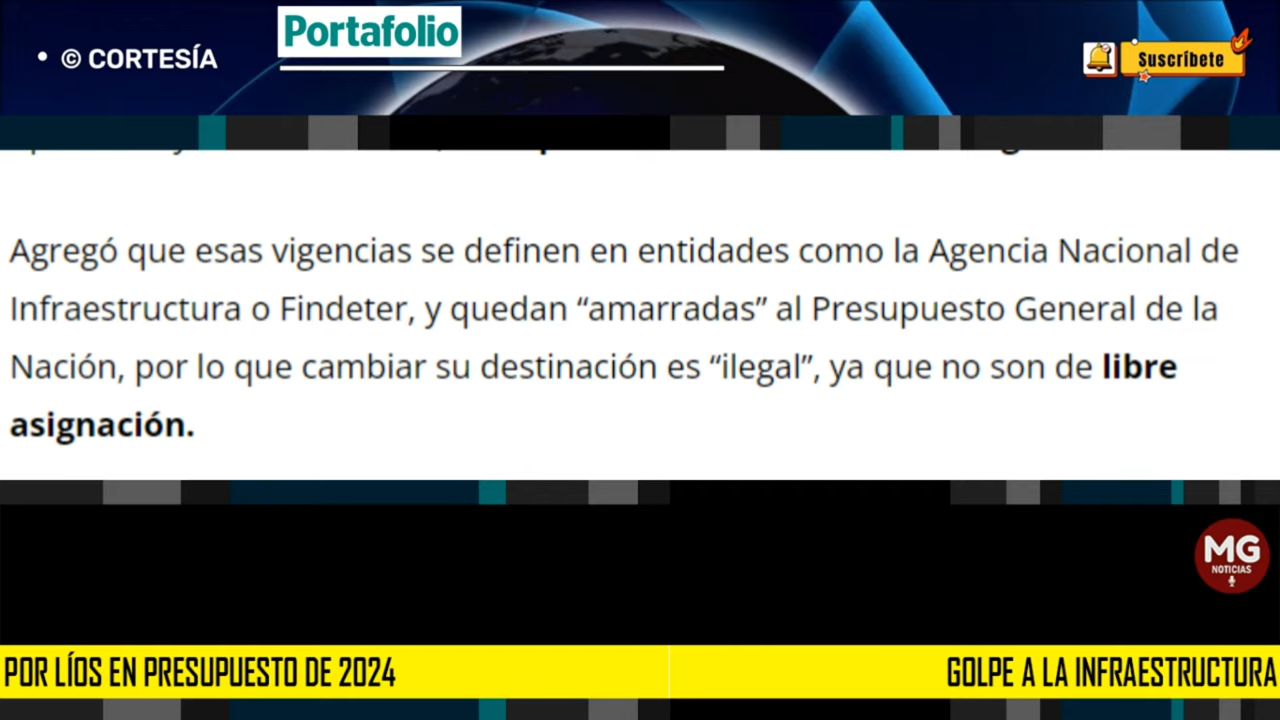 • © CORTESÍA
Portafolio
Suscríbete
Agregó que esas vigencias se definen en entidades como la Agencia Nacional de
Infraestructura o Findeter, y quedan “amarradas” al Presupuesto General de la
Nación, por lo que cambiar su destinación es “ilegal”, ya que no son de libre
asignación.
MG
NOTICIAS
POR LÍOS EN PRESUPUESTO DE 2024
GOLPE A LA INFRAESTRUCTURA